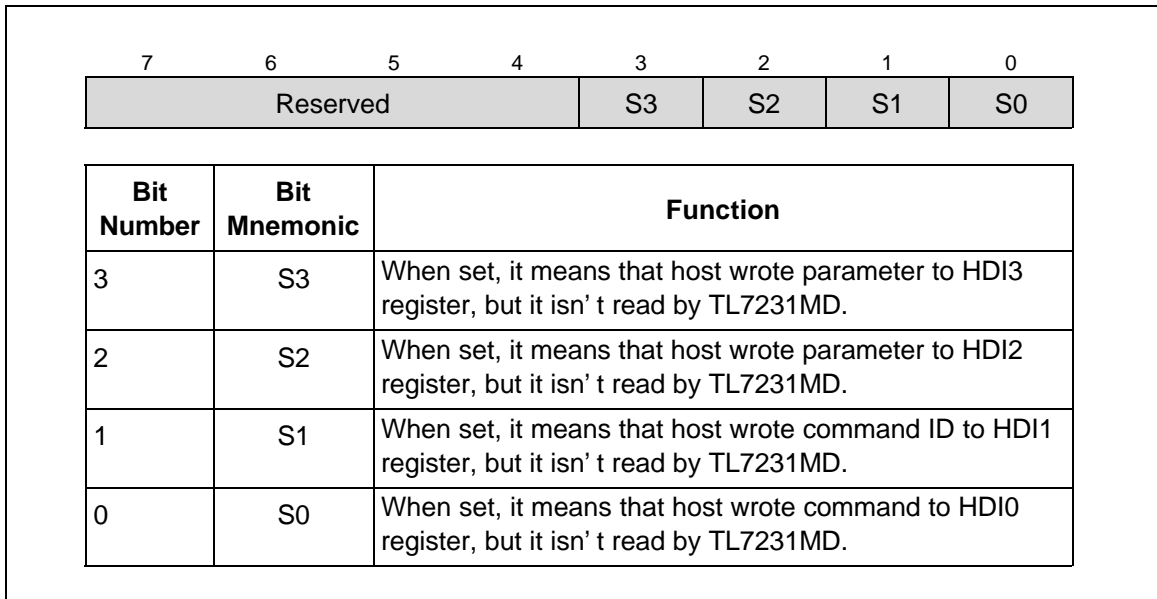 7 6 5 4 3 2 1 0
Reserved S3 S2 S1 S0
Bit Number Bit Mnemonic Function
3 S3 When set, it means that host wrote parameter to HDI3
register, but it isn’ t read by TL7231MD.
2 S2 When set, it means that host wrote parameter to HDI2
register, but it isn’ t read by TL7231MD.
1 S1 When set, it means that host wrote command ID to HDI1
register, but it isn’ t read by TL7231MD.
0 S0 When set, it means that host wrote command to HDI0
register, but it isn’ t read by TL7231MD.